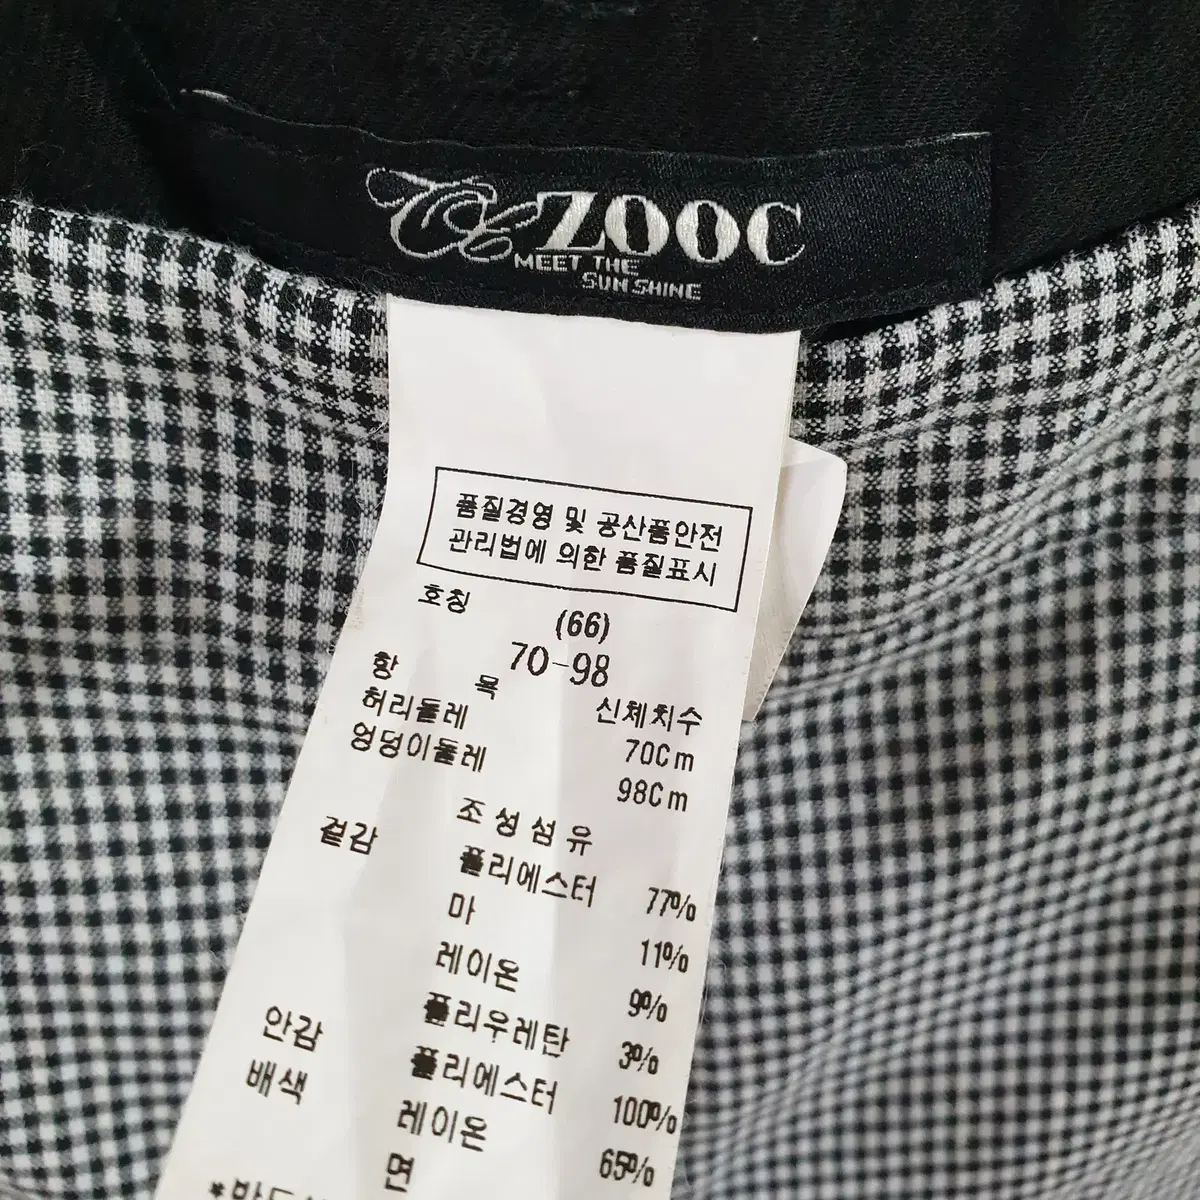 Ch ZOOC
MEET THE
SUN SHINE
품질경영 및 공산품안전
관리법에 의한 품질표시
호칭 (66)
70-98
항 목 신체치수
허리둘레 70Cm
엉덩이둘레 98Cm
조성섬유
겉감 폴리에스터 77%
마 11%
레이온 9%
폴리우레탄 3%
안감 폴리에스터 100%
배색 레이온 65%
면